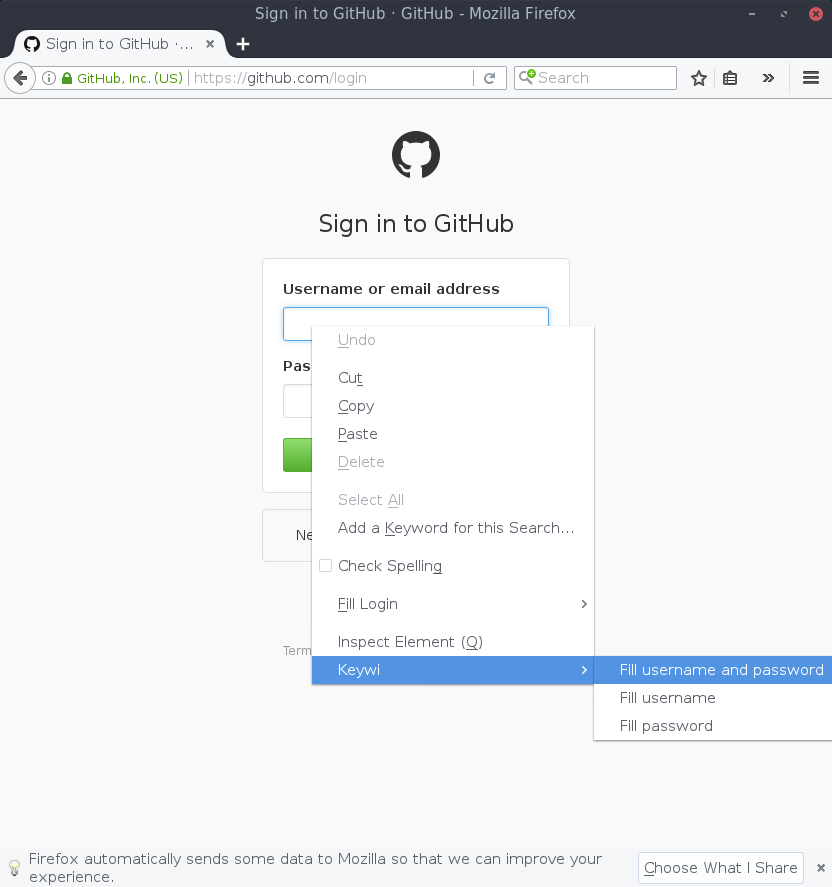 Sign in to GitHub · GitHub - Mozilla Firefox
Sign in to GitHub ·...
GitHub, Inc. (US)
https://github.com/login
Search
Sign in to GitHub
Username or email address
Undo
Pas
Cut
Copy
Paste
Delete
Select All
Add a Keyword for this Search...
Ne
Check Spelling
Fill Login
Inspect Element (Q)
Term
Keywi
Fill username and password
Fill username
Fill password
Firefox automatically sends some data to Mozilla so that we can improve your
experience.
Choose What I Share